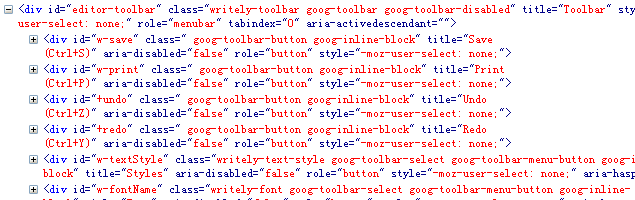 <div id="editor-toolbar" class="writely-toolbar goog-toolbar goog-toolbar-disabled" title="Toolbar" sty
user-select: none;" role="menubar" tabindex="0" aria-activedescendant="">
<div id="w-save" class=" goog-toolbar-button goog-inline-block" title="Save
(Ctrl+S)" aria-disabled="false" role="button" style="-moz-user-select: none;">
<div id="w-print" class=" goog-toolbar-button goog-inline-block" title="Print
(Ctrl+P)" aria-disabled="false" role="button" style="-moz-user-select: none;">
<div id="+undo" class=" goog-toolbar-button goog-inline-block" title="Undo
(Ctrl+Z)" aria-disabled="false" role="button" style="-moz-user-select: none;">
<div id="+redo" class=" goog-toolbar-button goog-inline-block" title="Redo
(Ctrl+Y)" aria-disabled="false" role="button" style="-moz-user-select: none;">
<div id="w-textStyle" class="writely-text-style goog-toolbar-select goog-toolbar-menu-button goog-
block" title="Styles" aria-disabled="false" role="button" style="-moz-user-select: none;" aria-hasp
<div id="w-fontName" class="writely-font goog-toolbar-select goog-toolbar-menu-button goog-inline-